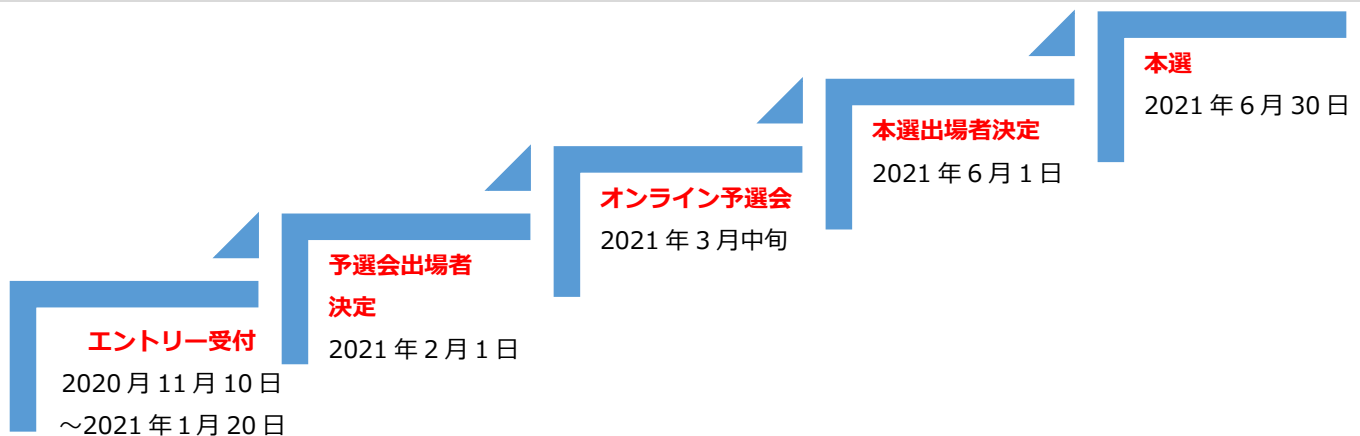 エントリー受付
2020月11月10日
～2021年1月20日
予選会出場者
決定
2021年2月1日
オンライン予選会
2021年3月中旬
本選出場者決定
2021年6月1日
本選
2021年6月30日